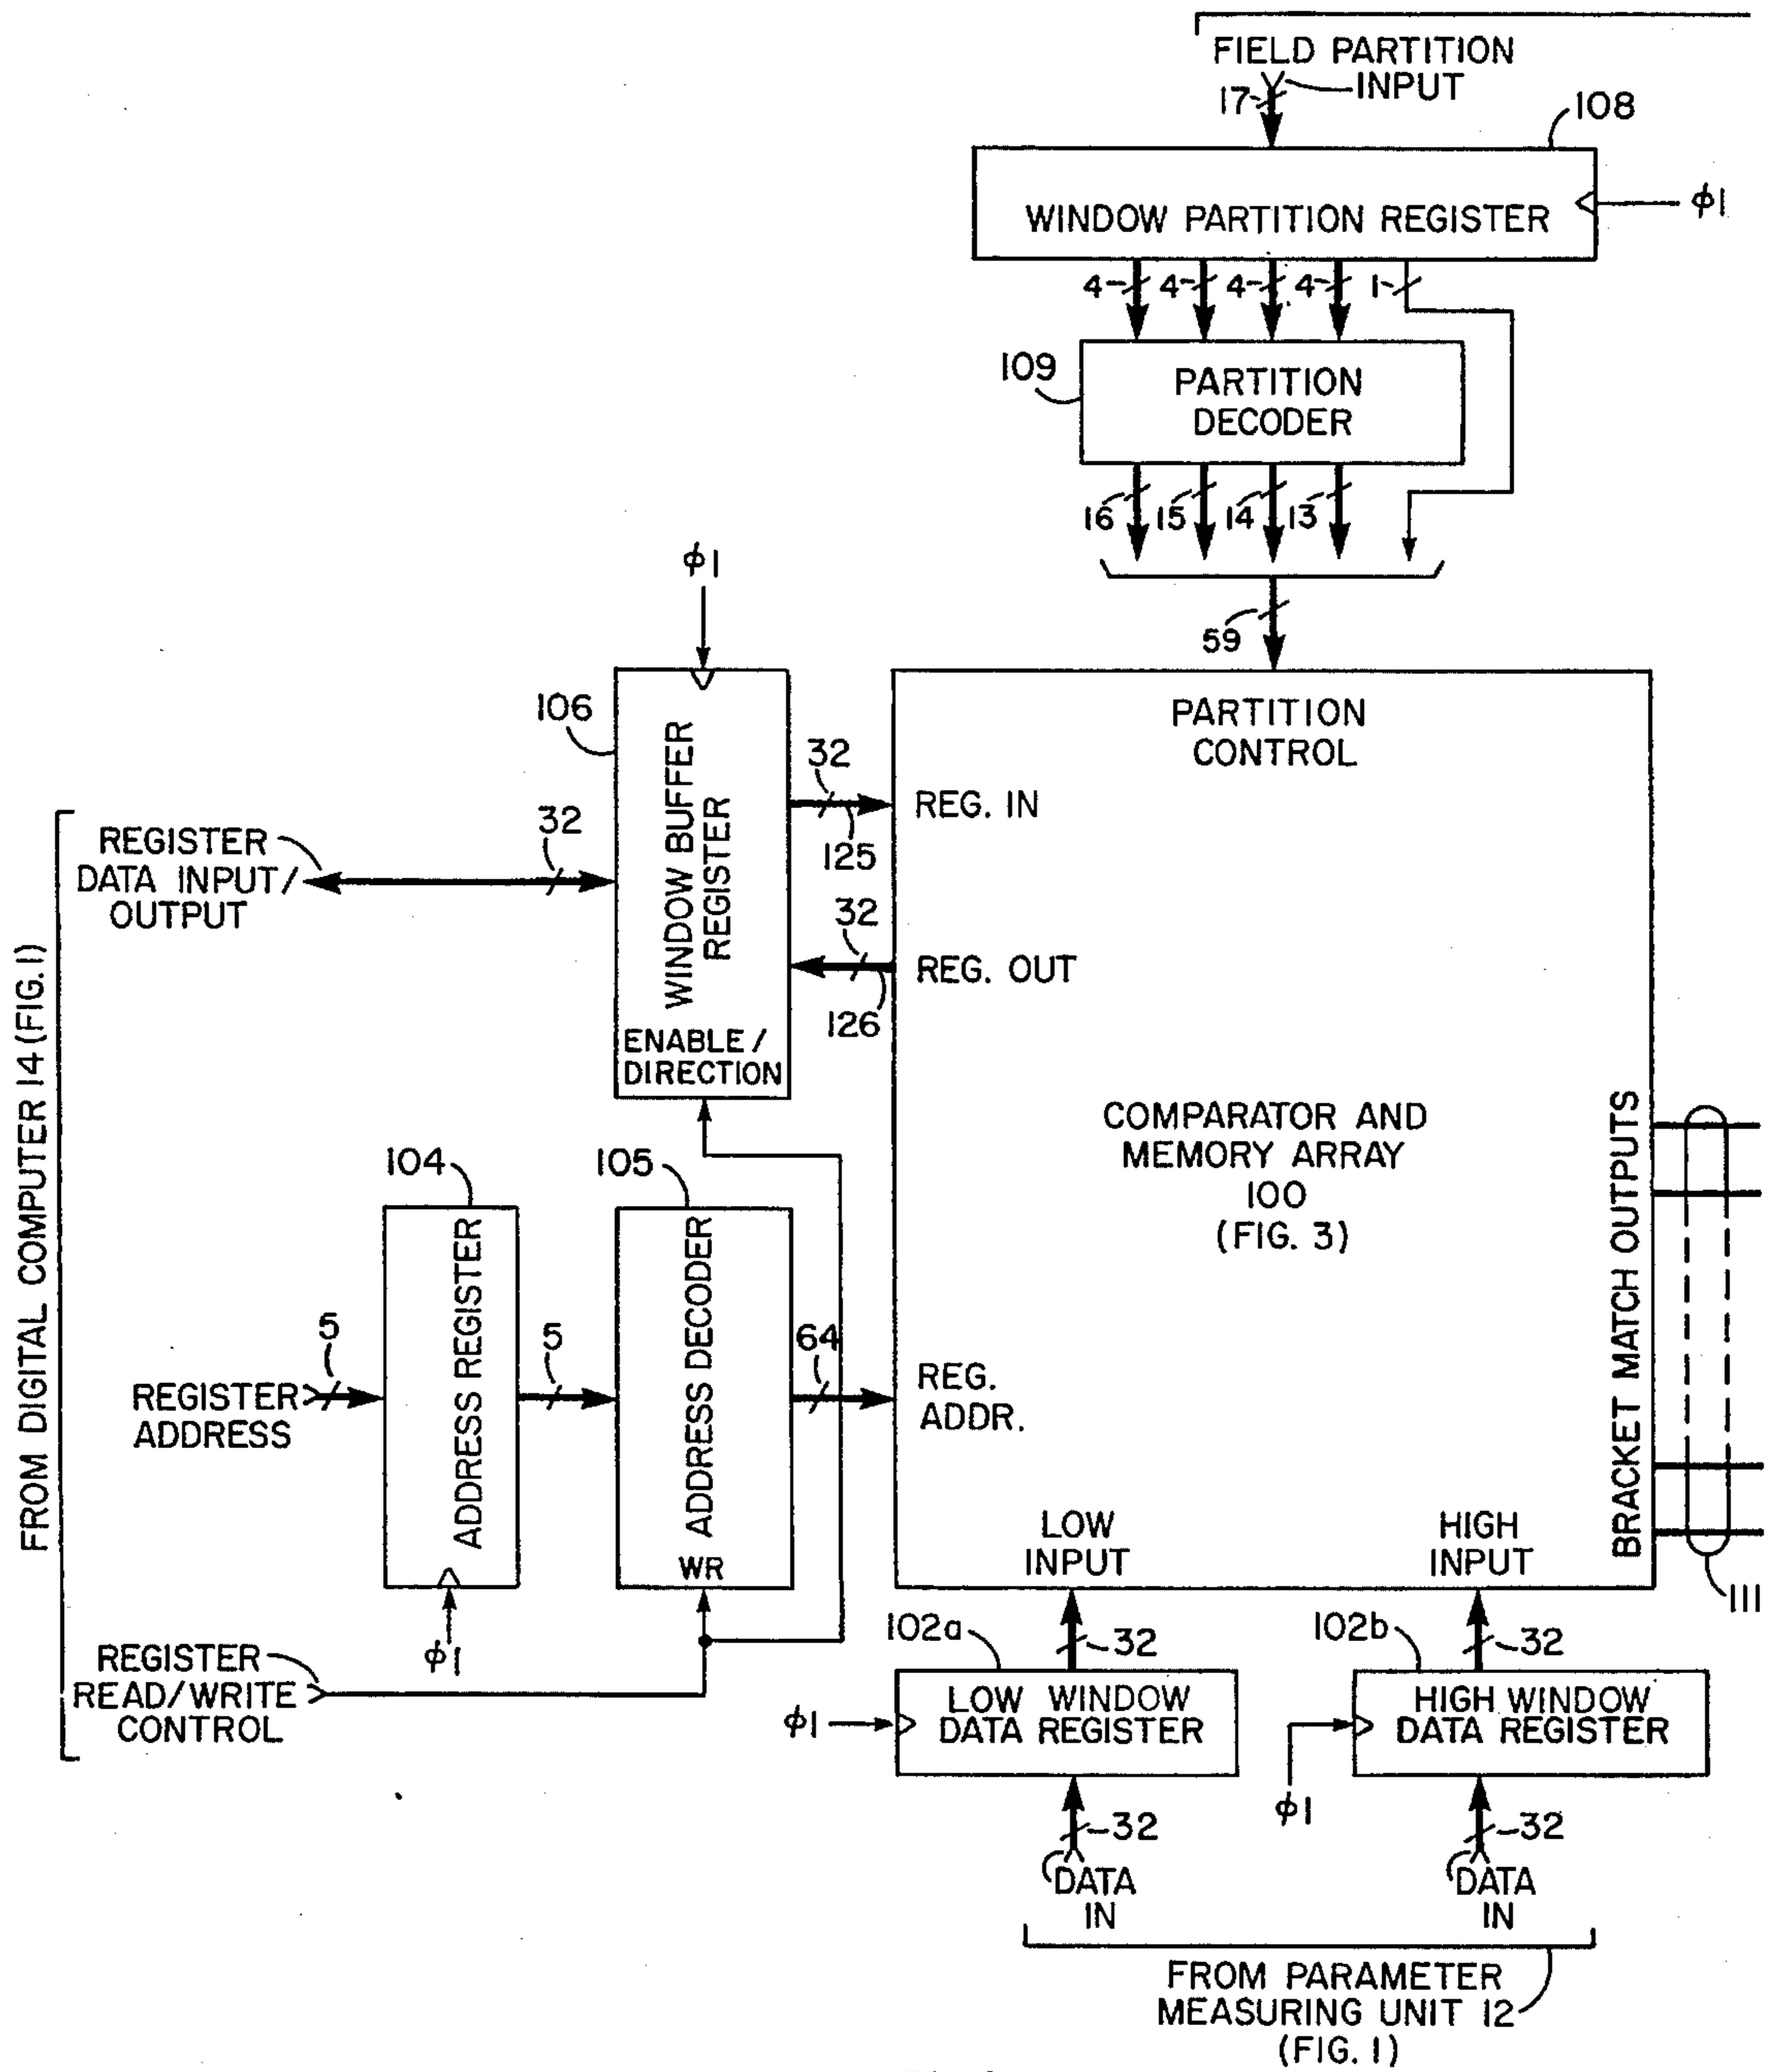 FIELD PARTITION
INPUT
17
108
WINDOW PARTITION REGISTER
ϕ1
4 4 4 4 1
109
PARTITION
DECODER
16 15 14 13
59
ϕ1
106
WINDOW BUFFER
REGISTER
ENABLE/
DIRECTION
32
125
32
126
PARTITION
CONTROL
REG. IN
REG. OUT
COMPARATOR AND
MEMORY ARRAY
100
(FIG. 3)
REG.
ADDR.
LOW
INPUT
HIGH
INPUT
BRACKET MATCH OUTPUTS
111
FROM DIGITAL COMPUTER 14 (FIG. 1)
REGISTER
DATA INPUT/
OUTPUT
32
104
ADDRESS REGISTER
105
ADDRESS DECODER
WR
REGISTER
ADDRESS
5
5
64
ϕ1
REGISTER
READ/WRITE
CONTROL
102a
32
LOW WINDOW
DATA REGISTER
ϕ1
32
DATA
IN
102b
32
HIGH WINDOW
DATA REGISTER
ϕ1
32
DATA
IN
FROM PARAMETER
MEASURING UNIT 12
(FIG. 1)